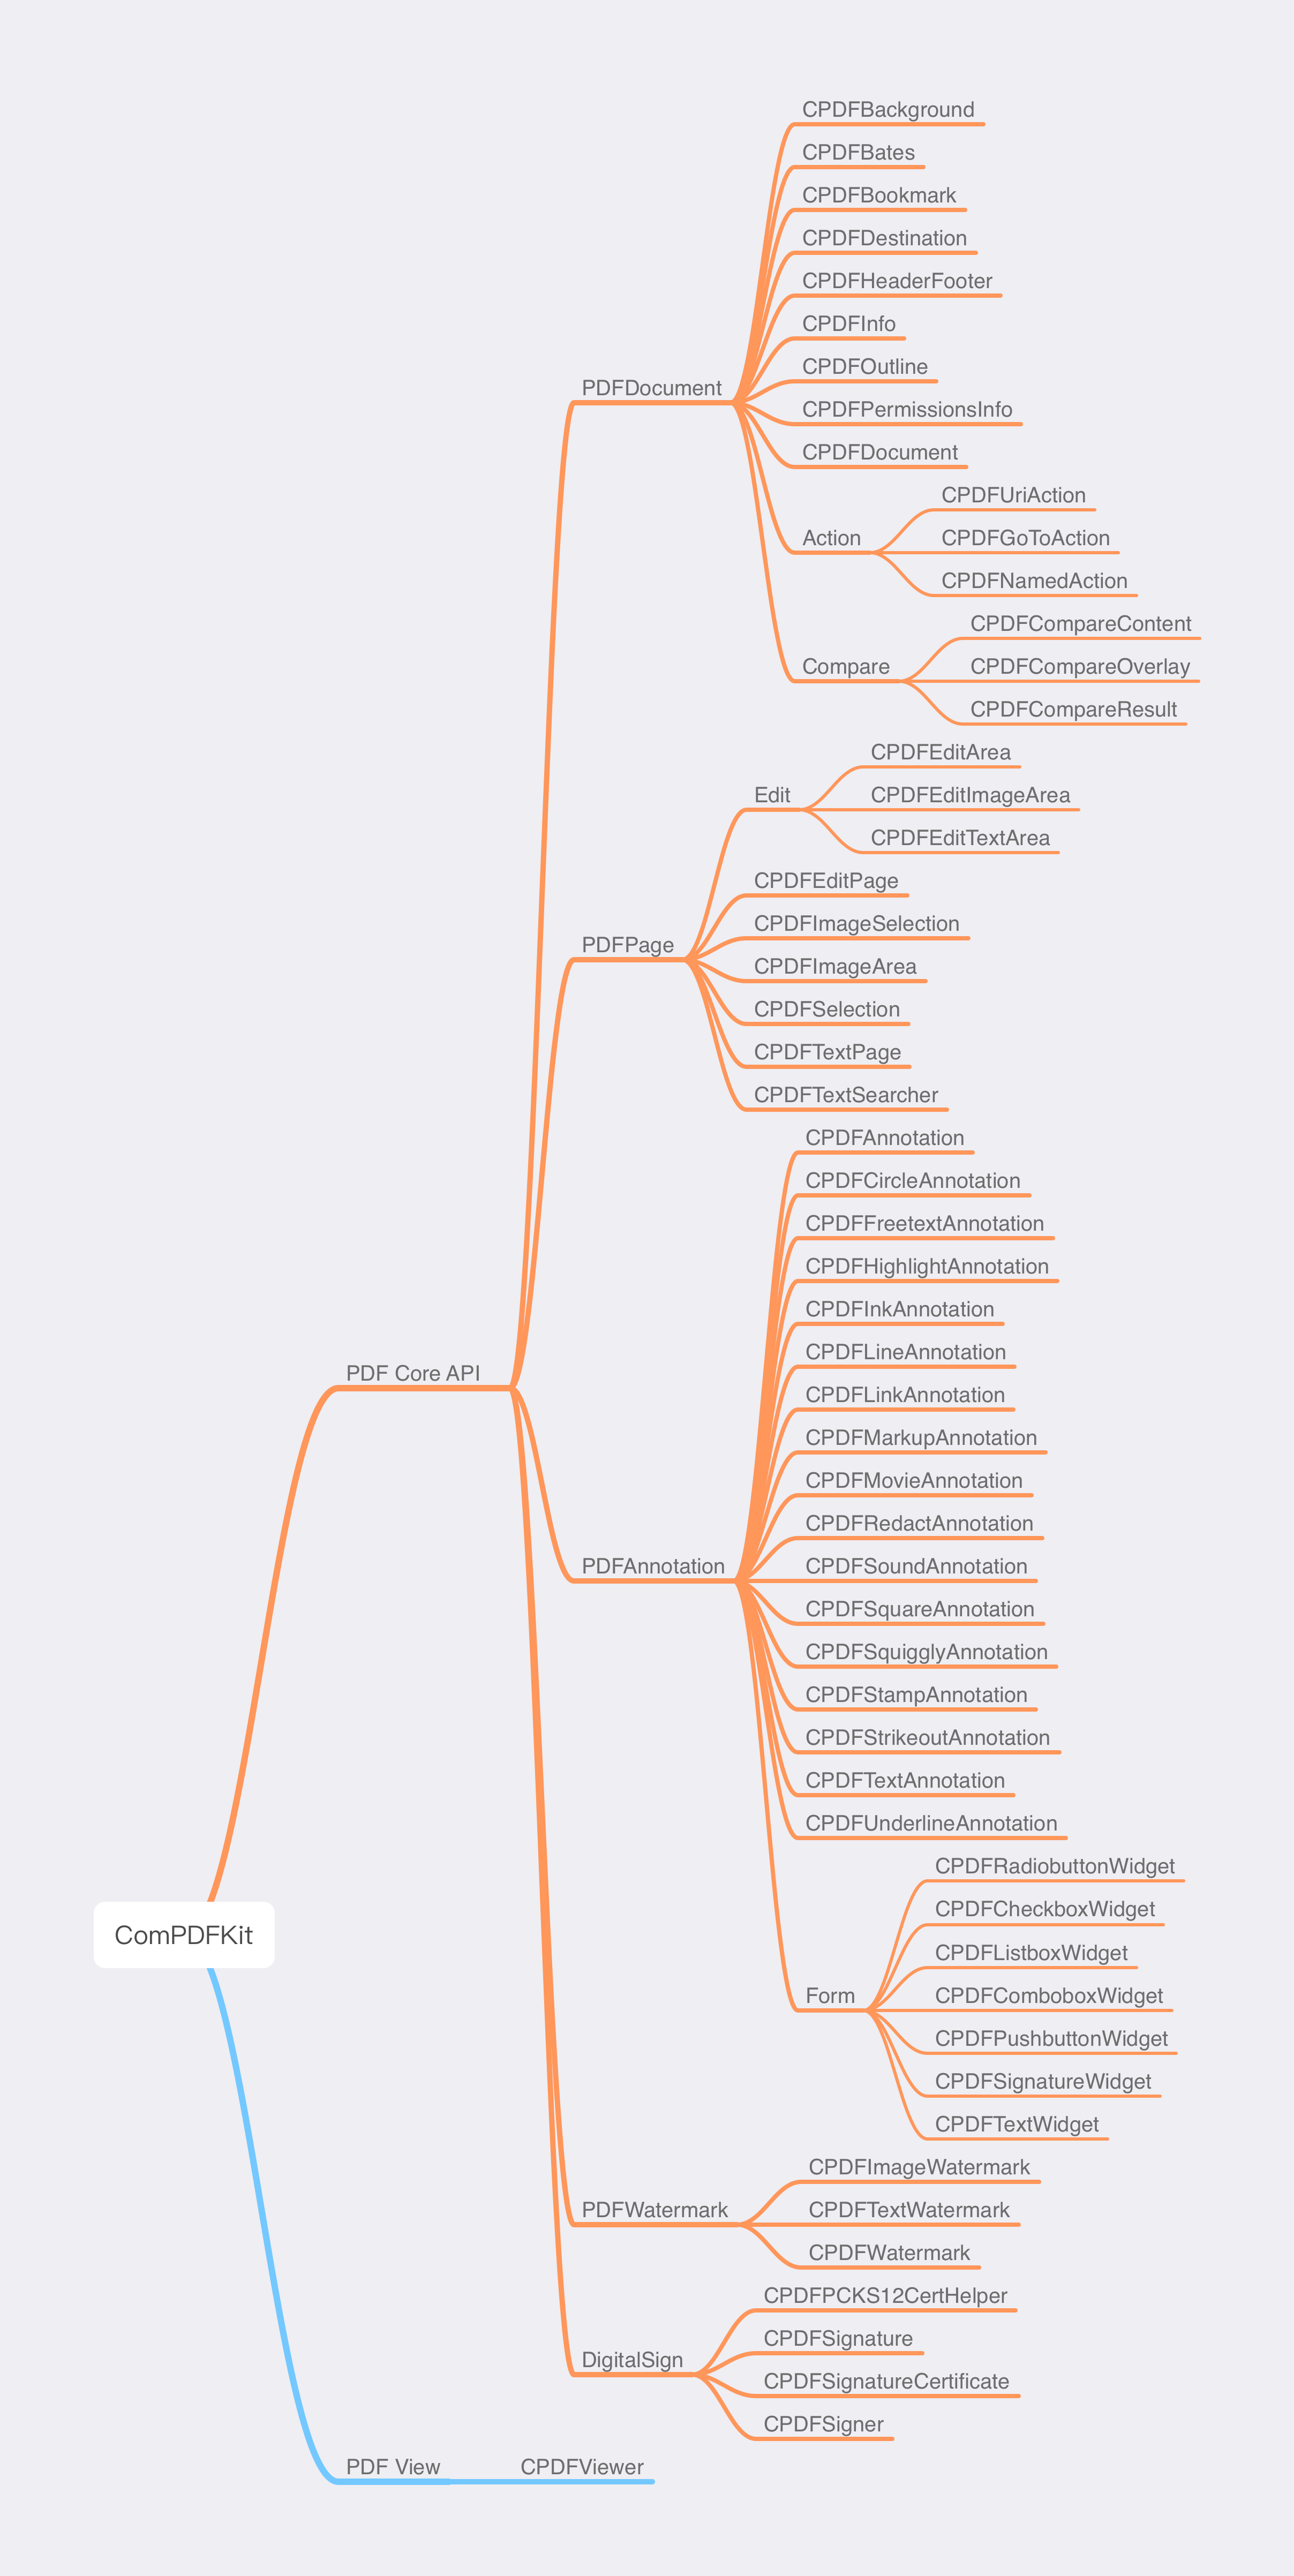 CPDFBackground
CPDFBates
CPDFBookmark
CPDFDestination
CPDFHeaderFooter
CPDFInfo
CPDFOutline
PDFDocument
CPDFPermissionsInfo
CPDFDocument
CPDFUriAction
Action
CPDFGoToAction
CPDFNamedAction
CPDFCompareContent
Compare
CPDFCompareOverlay
CPDFCompareResult
CPDFEditArea
Edit
CPDFEditImageArea
CPDFEditTextArea
CPDFEditPage
CPDFImageSelection
PDFPage
CPDFImageArea
CPDFSelection
CPDFTextPage
CPDFTextSearcher
CPDFAnnotation
CPDFCircleAnnotation
CPDFFreetextAnnotation
CPDFHighlightAnnotation
CPDFInkAnnotation
CPDFLineAnnotation
PDF Core API
CPDFLinkAnnotation
CPDFMarkupAnnotation
CPDFMovieAnnotation
CPDFRedactAnnotation
PDFAnnotation
CPDFSoundAnnotation
CPDFSquareAnnotation
CPDFSquigglyAnnotation
CPDFStampAnnotation
CPDFStrikeoutAnnotation
CPDFTextAnnotation
CPDFUnderlineAnnotation
CPDFRadiobuttonWidget
CPDFCheckboxWidget
ComPDFKit
CPDFListboxWidget
Form
CPDFComboboxWidget
CPDFPushbuttonWidget
CPDFSignatureWidget
CPDFTextWidget
CPDFImageWatermark
PDFWatermark
CPDFTextWatermark
CPDFWatermark
CPDFPCKS12CertHelper
CPDFSignature
DigitalSign
CPDFSignatureCertificate
CPDFSigner
PDF View
CPDFViewer